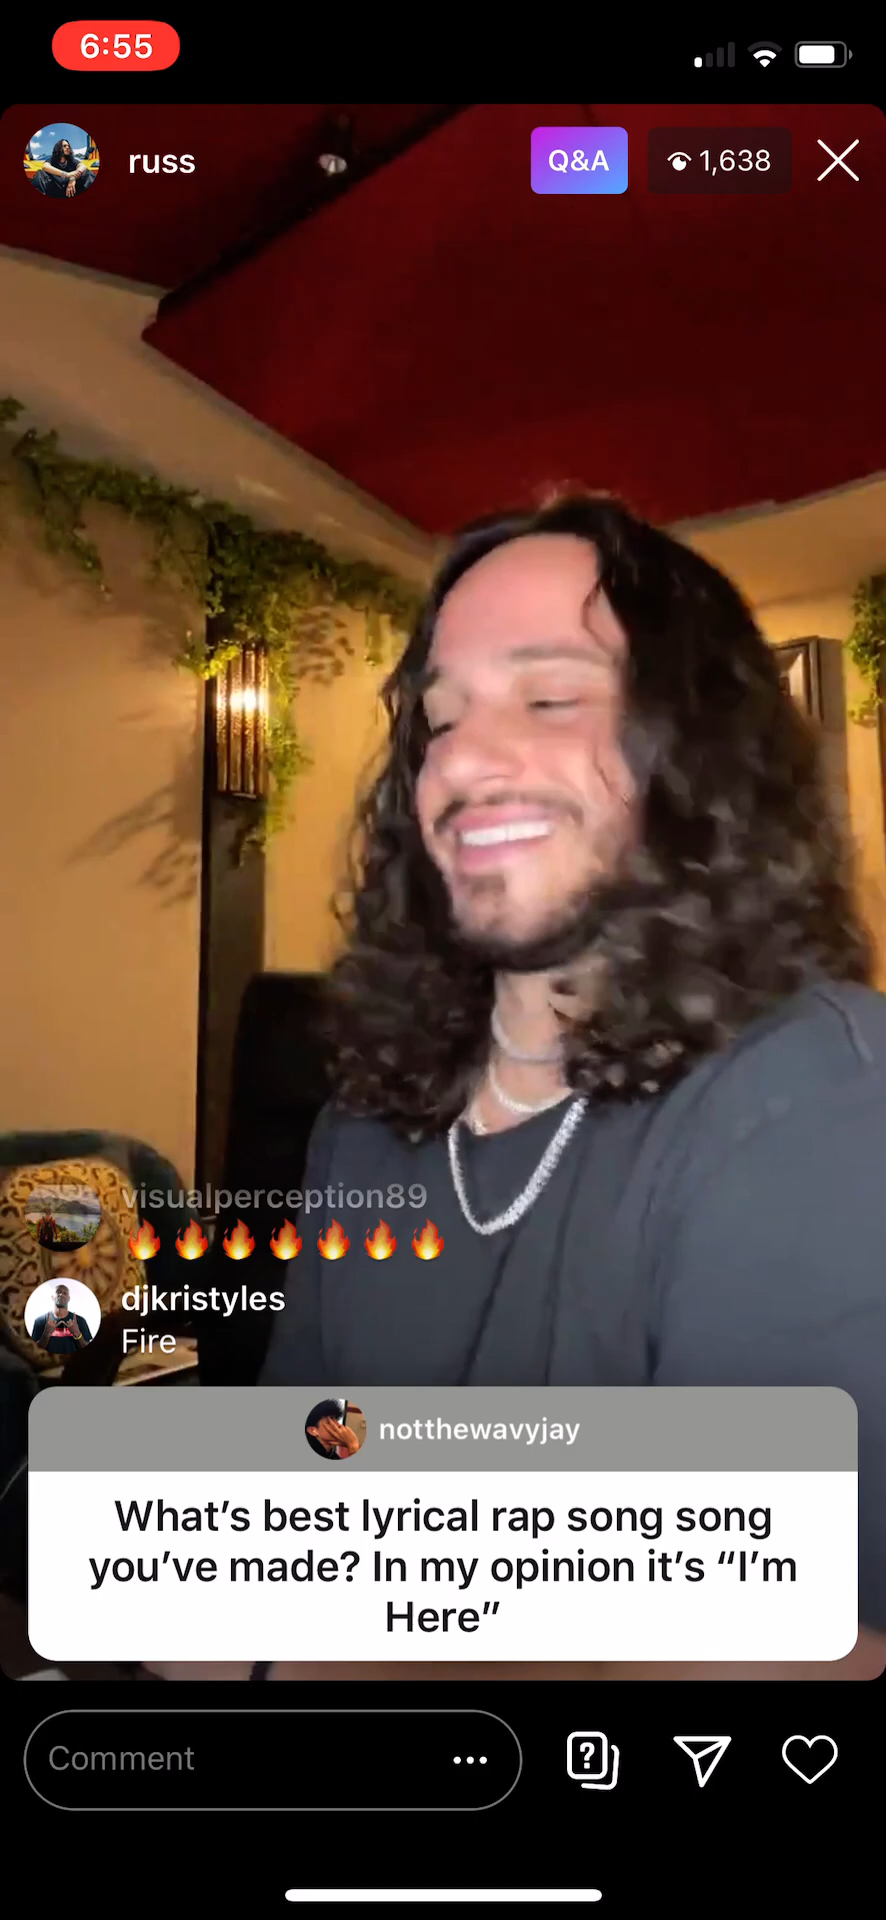 6:55
russ
Q&A
1,638
visualperception89
🔥🔥🔥🔥🔥🔥🔥
djkristyles
Fire
notthewavyjay
What’s best lyrical rap song song
you’ve made? In my opinion it’s “I’m
Here”
Comment